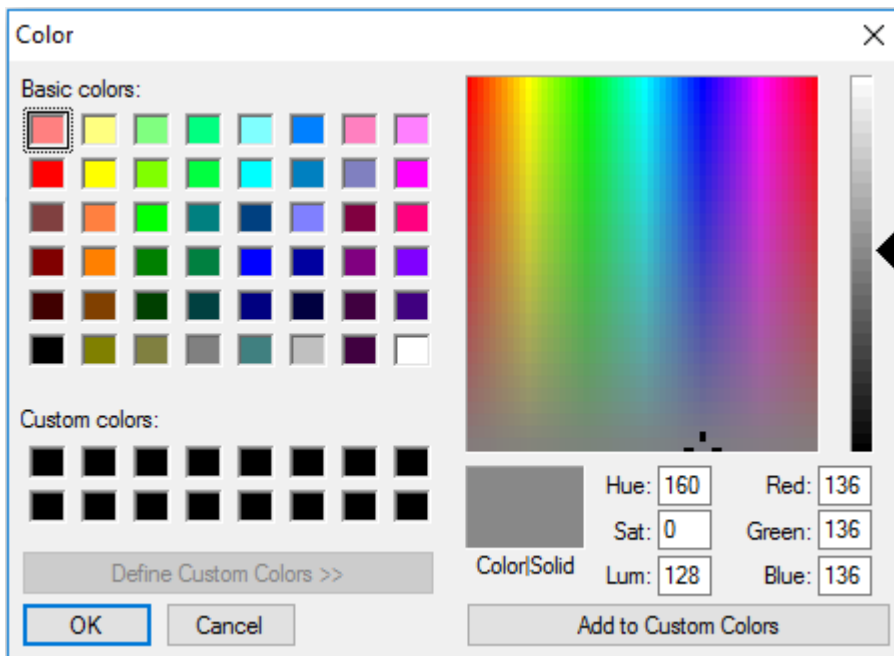 Color
Basic colors:
Custom colors:
Define Custom Colors >>
OK Cancel
Color|Solid
Hue: 160 Red: 136
Sat: 0 Green: 136
Lum: 128 Blue: 136
Add to Custom Colors